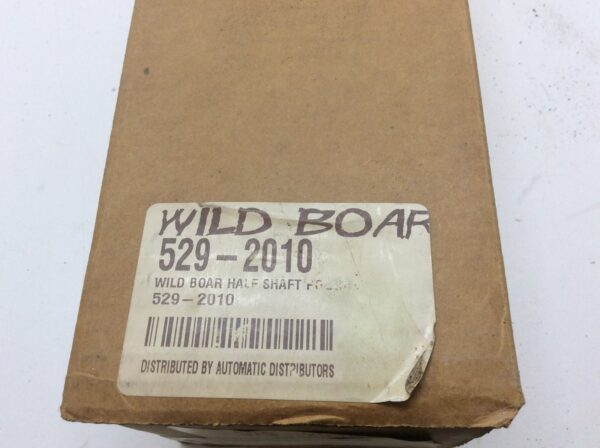 WILD BOAR
529-2010
WILD BOAR HALF SHAFT
529-2010
DISTRIBUTED BY AUTOMATIC DISTRIBUTORS